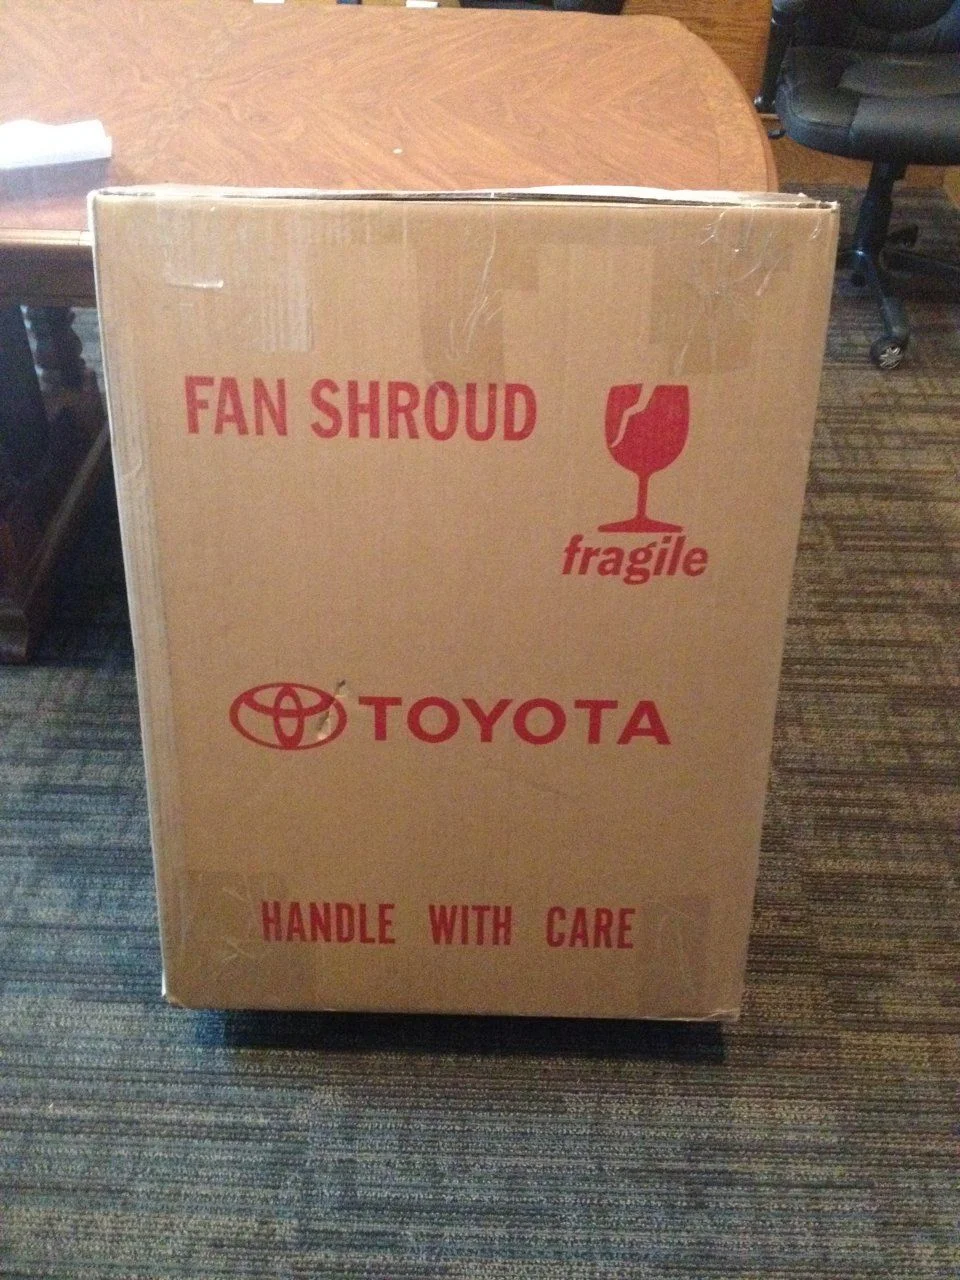 FAN SHROUD
fragile
TOYOTA
HANDLE WITH CARE